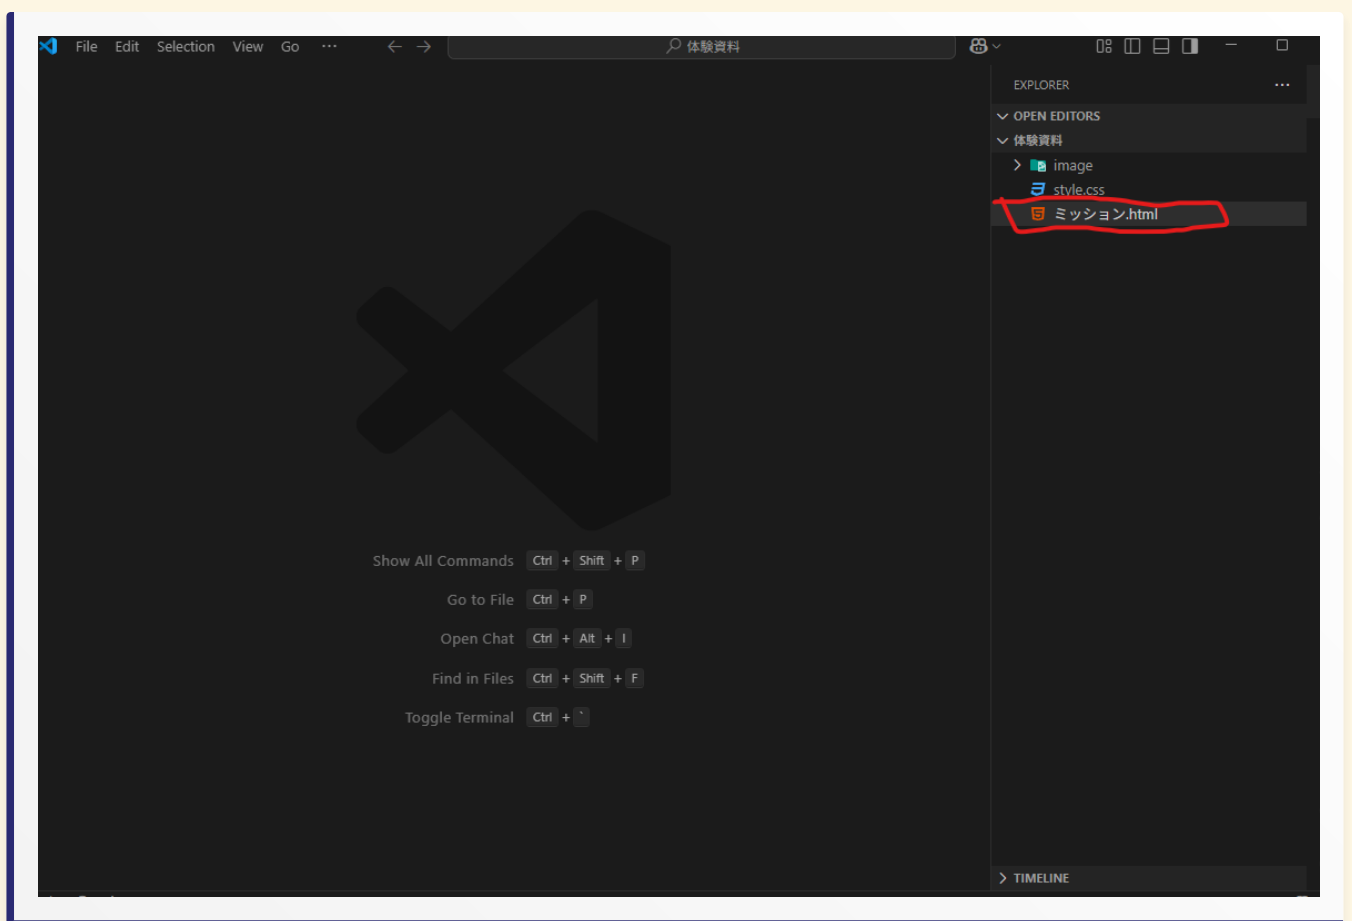 File Edit Selection View Go ··· 体験資料
EXPLORER ···
OPEN EDITORS
体験資料
image
style.css
ミッション.html
Show All Commands Ctrl + Shift + P
Go to File Ctrl + P
Open Chat Ctrl + Alt + I
Find in Files Ctrl + Shift + F
Toggle Terminal Ctrl + `
TIMELINE